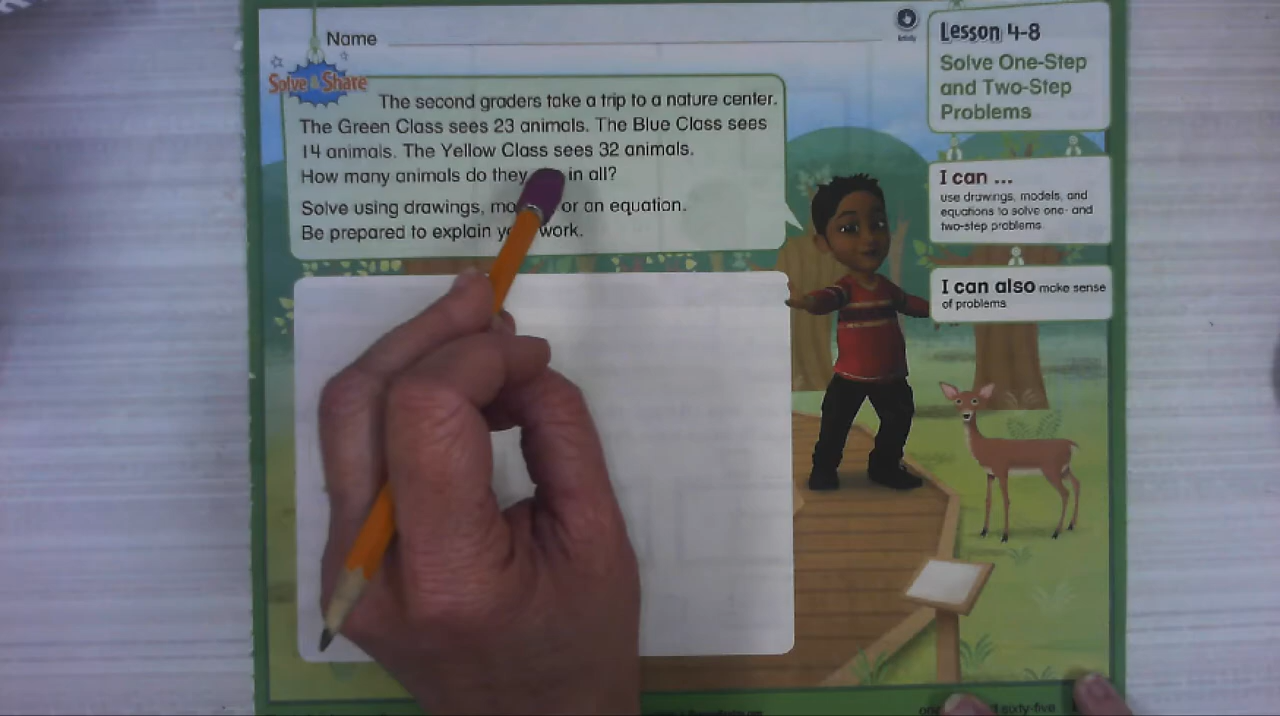 Name
Activity
Solve & Share
The second graders take a trip to a nature center.
The Green Class sees 23 animals. The Blue Class sees
14 animals. The Yellow Class sees 32 animals.
How many animals do they in all?
Solve using drawings, or an equation.
Be prepared to explain work.
Lesson 4-8
Solve One-Step
and Two-Step
Problems
I can ...
use drawings, models, and
equations to solve one- and
two-step problems.
I can also make sense
of problems.
sixty-five